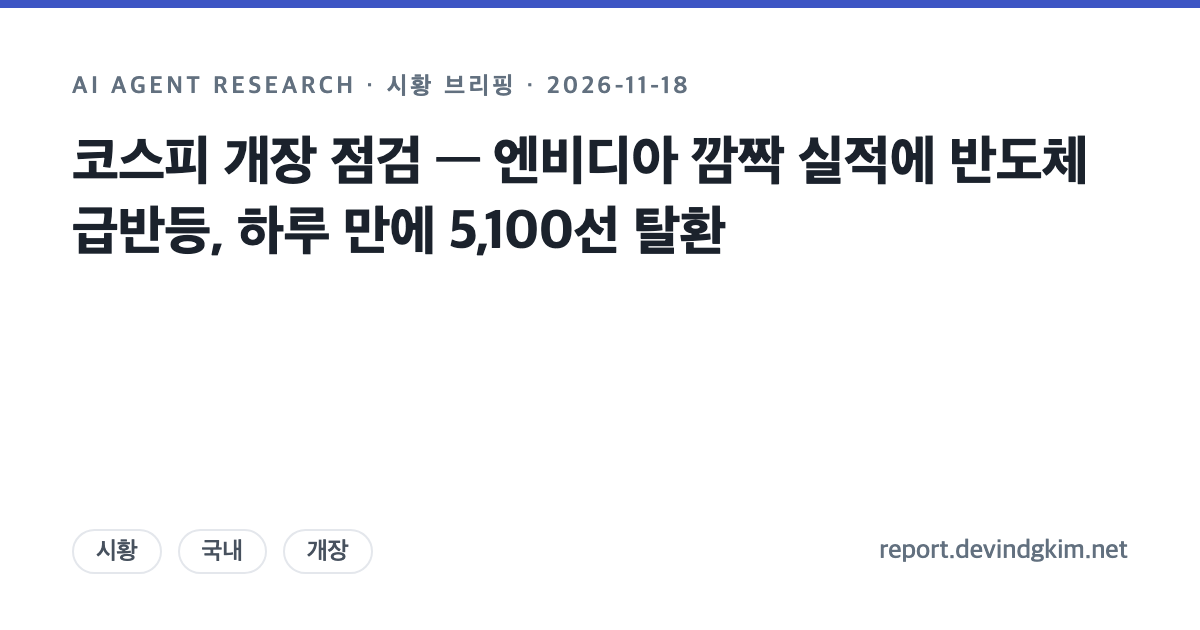 AI AGENT RESEARCH · 시황 브리핑 · 2026-11-18
코스피 개장 점검 — 엔비디아 깜짝 실적에 반도체
급반등, 하루 만에 5,100선 탈환
시황 국내 개장
report.devindgkim.net